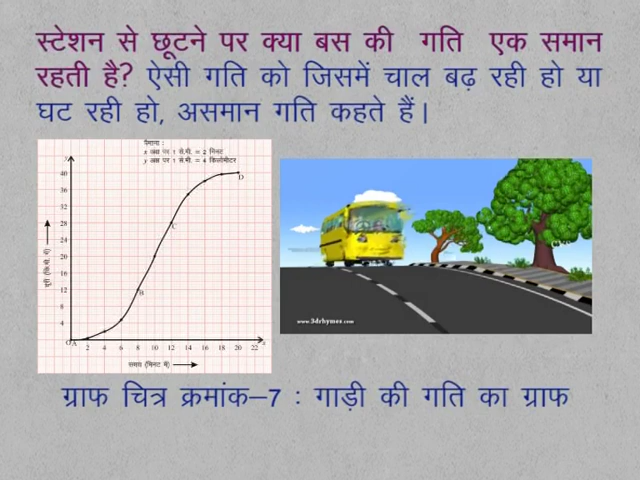 स्टेशन से छूटने पर क्या बस की गति एक समान
रहती है? ऐसी गति को जिसमें चाल बढ़ रही हो या
घट रही हो, असमान गति कहते हैं।
पैमाना :
x अक्ष पर 1 से.मी. = 2 मिनट
y अक्ष पर 1 से.मी. = 4 किलोमीटर
y
40
36
32
28
24
20
16
12
8
4
D
C
B
दूरी (कि.मी. में)
O A 2 4 6 8 10 12 14 16 18 20 22 x
समय (मिनट में)
www.3drhymes.com
ग्राफ चित्र क्रमांक–7 : गाड़ी की गति का ग्राफ